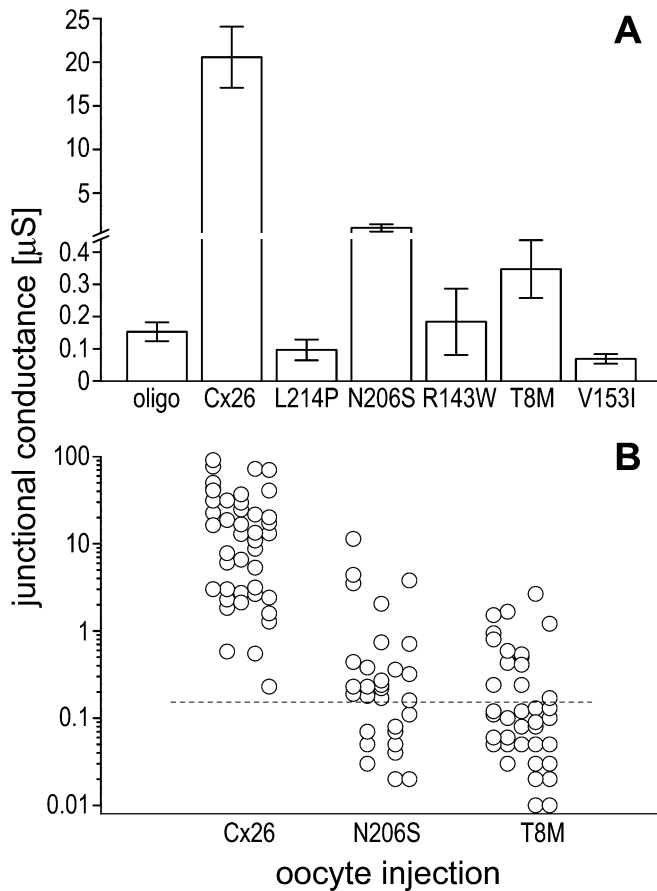 A
junctional conductance [µS]
25
20
15
10
5
0.4
0.3
0.2
0.1
0
oligo Cx26 L214P N206S R143W T8M V153I
B
100
10
1
0.1
0.01
Cx26 N206S T8M
oocyte injection